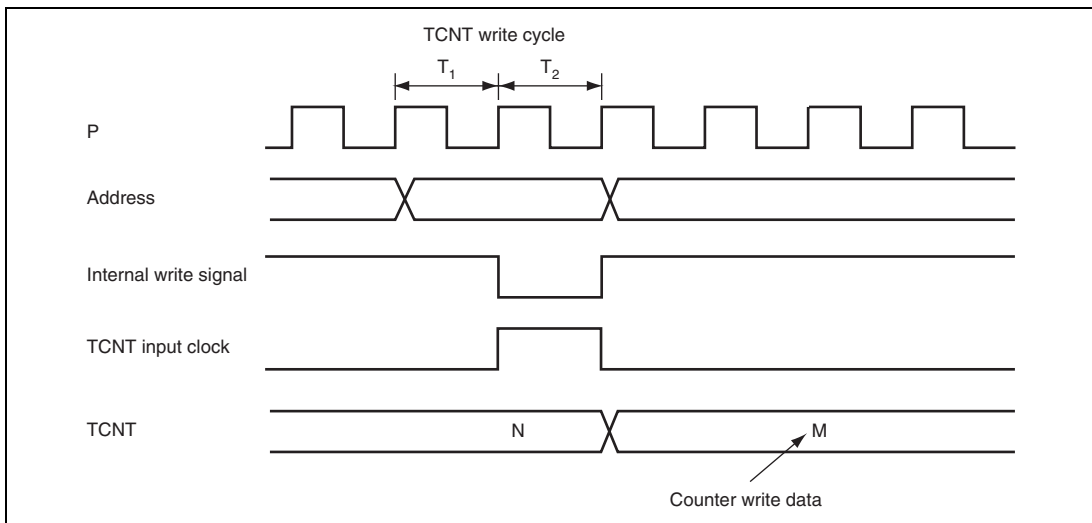 TCNT write cycle
T1 T2
P
Address
Internal write signal
TCNT input clock
TCNT N M
Counter write data